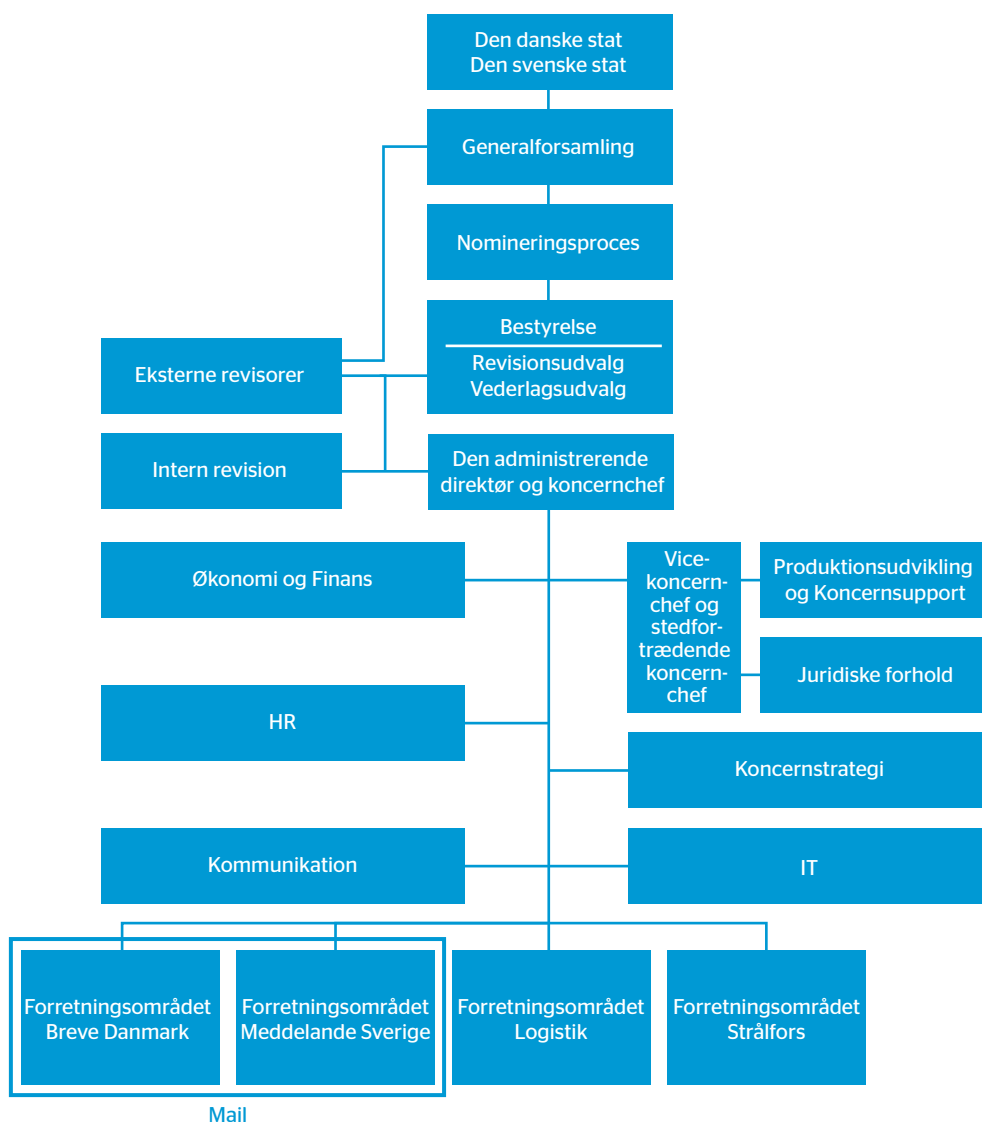 Den danske stat
Den svenske stat
Generalforsamling
Nomineringsproces
Bestyrelse
Revisionsudvalg
Vederlagsudvalg
Eksterne revisorer
Intern revision
Den administrerende
direktør og koncernchef
Økonomi og Finans
Vice-
koncern-
chef og
stedfor-
trædende
koncern-
chef
Produktionsudvikling
og Koncernsupport
Juridiske forhold
HR
Koncernstrategi
Kommunikation
IT
Forretningsområdet
Breve Danmark
Forretningsområdet
Meddelande Sverige
Forretningsområdet
Logistik
Forretningsområdet
Strålfors
Mail